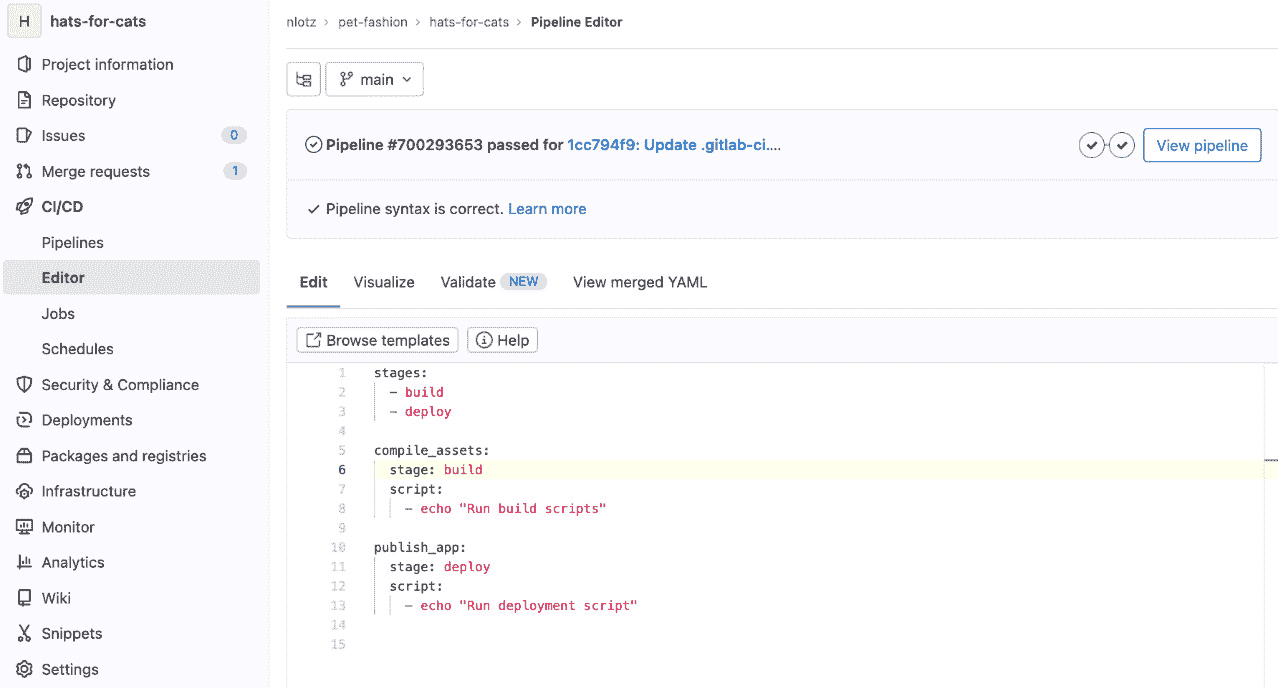 H hats-for-cats
Project information
Repository
Issues 0
Merge requests 1
CI/CD
Pipelines
Editor
Jobs
Schedules
Security & Compliance
Deployments
Packages and registries
Infrastructure
Monitor
Analytics
Wiki
Snippets
Settings
nlotz > pet-fashion > hats-for-cats > Pipeline Editor
main
Pipeline #700293653 passed for 1cc794f9: Update .gitlab-ci....
View pipeline
Pipeline syntax is correct. Learn more
Edit Visualize Validate NEW View merged YAML
Browse templates Help
1 stages:
2 - build
3 - deploy
4
5 compile_assets:
6 stage: build
7 script:
8 - echo "Run build scripts"
9
10 publish_app:
11 stage: deploy
12 script:
13 - echo "Run deployment script"
14
15